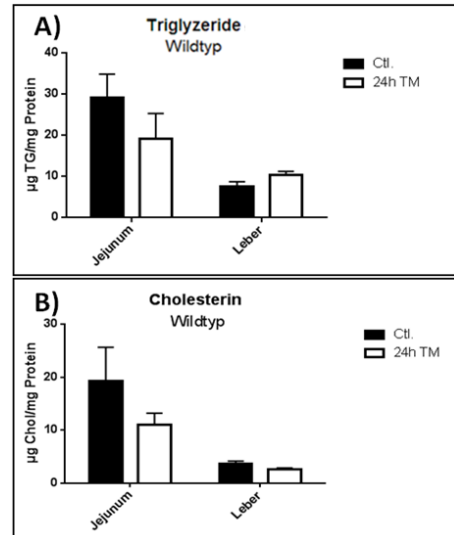 A)
Triglyzeride
Wildtyp
Ctl.
24h TM
µg TG/mg Protein
40
30
20
10
0
Jejunum
Leber
B)
Cholesterin
Wildtyp
Ctl.
24h TM
µg Chol/mg Protein
30
20
10
0
Jejunum
Leber